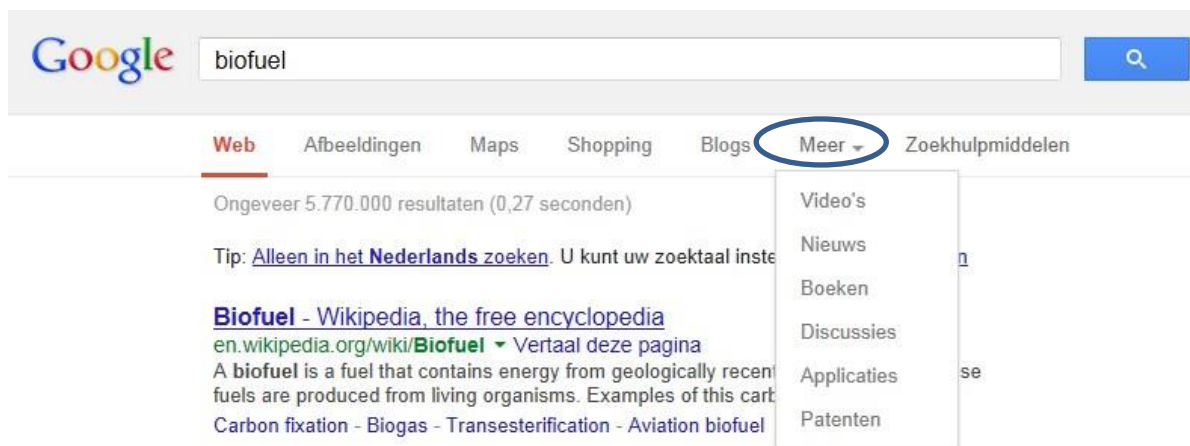 Google biofuel
Web Afbeeldingen Maps Shopping Blogs Meer Zoekhulpmiddelen
Ongeveer 5.770.000 resultaten (0,27 seconden)
Tip: Alleen in het Nederlands zoeken. U kunt uw zoektaal inste
Biofuel - Wikipedia, the free encyclopedia
en.wikipedia.org/wiki/Biofuel Vertaal deze pagina
A biofuel is a fuel that contains energy from geologically recen se
fuels are produced from living organisms. Examples of this carb
Carbon fixation - Biogas - Transesterification - Aviation biofuel
Video's
Nieuws
Boeken
Discussies
Applicaties
Patenten